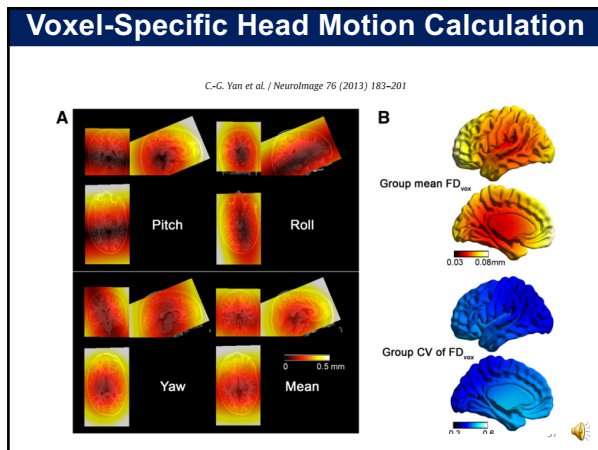 Voxel-Specific Head Motion Calculation
C.-G. Yan et al. / NeuroImage 76 (2013) 183–201
A
Pitch
Roll
Yaw
Mean
0 0.5 mm
B
Group mean FDvox
0.03 0.08mm
Group CV of FDvox
0.3 0.6